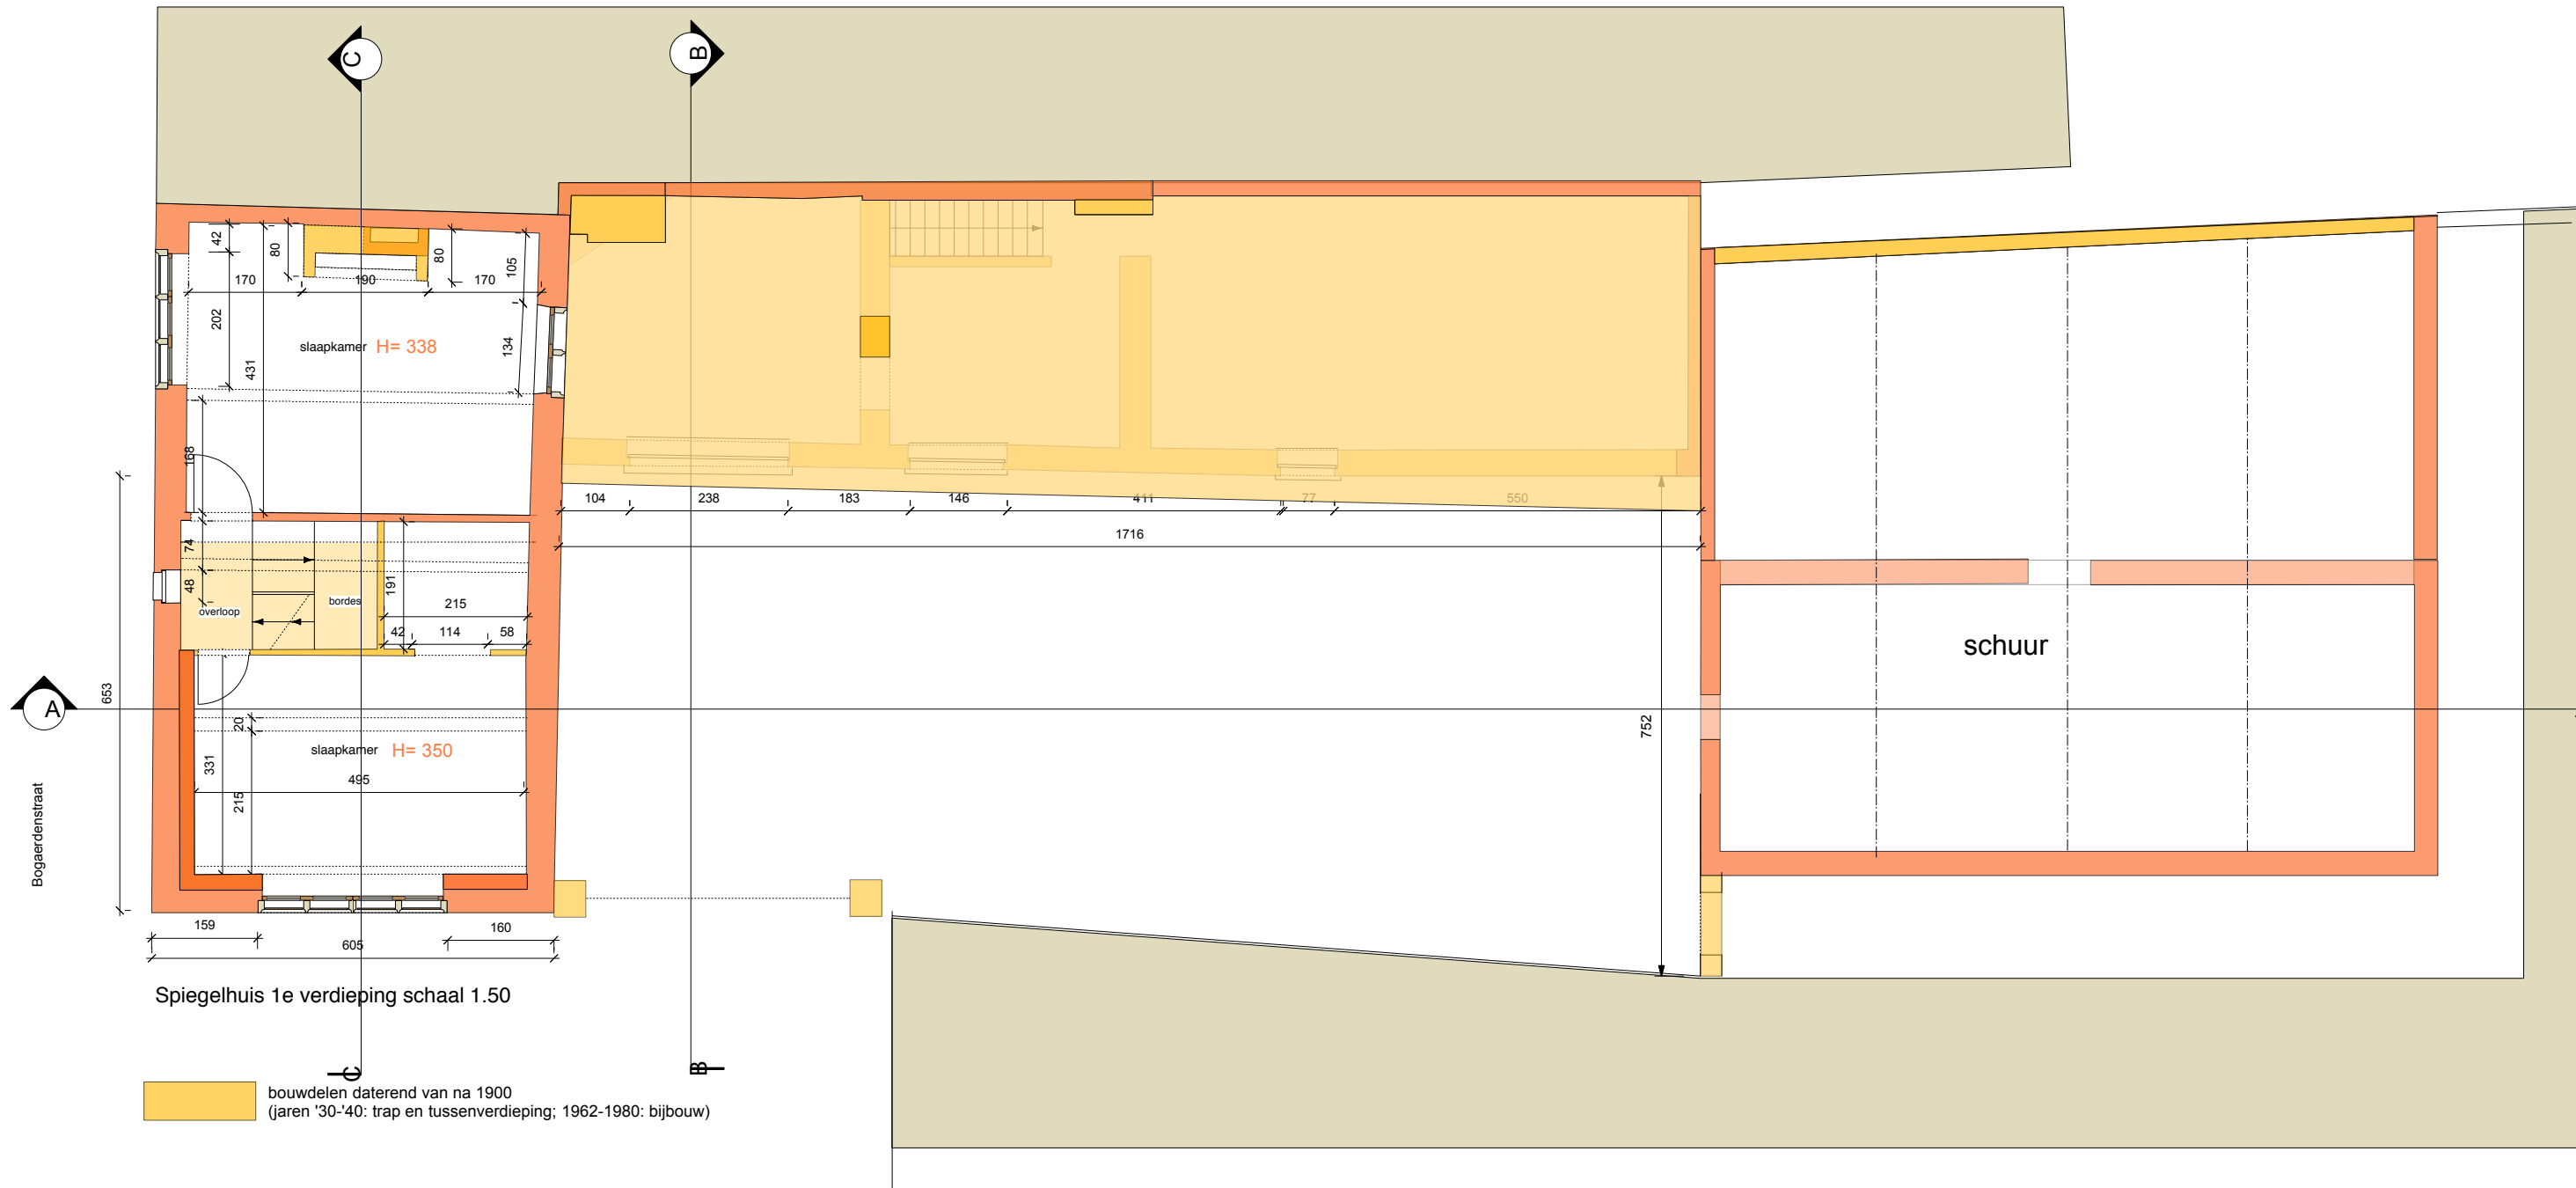 C
B
42
80
80
105
170
190
170
202
134
431
slaapkamer H= 338
168
104
238
183
146
411
77
550
1716
74
48
191
overloop
bordes
215
42
114
58
schuur
A
653
752
20
slaapkamer H= 350
331
495
215
Bogaerdenstraat
159
160
605
Spiegelhuis 1e verdieping schaal 1.50
C
B
bouwdelen daterend van na 1900
(jaren '30-'40: trap en tussenverdieping; 1962-1980: bijbouw)